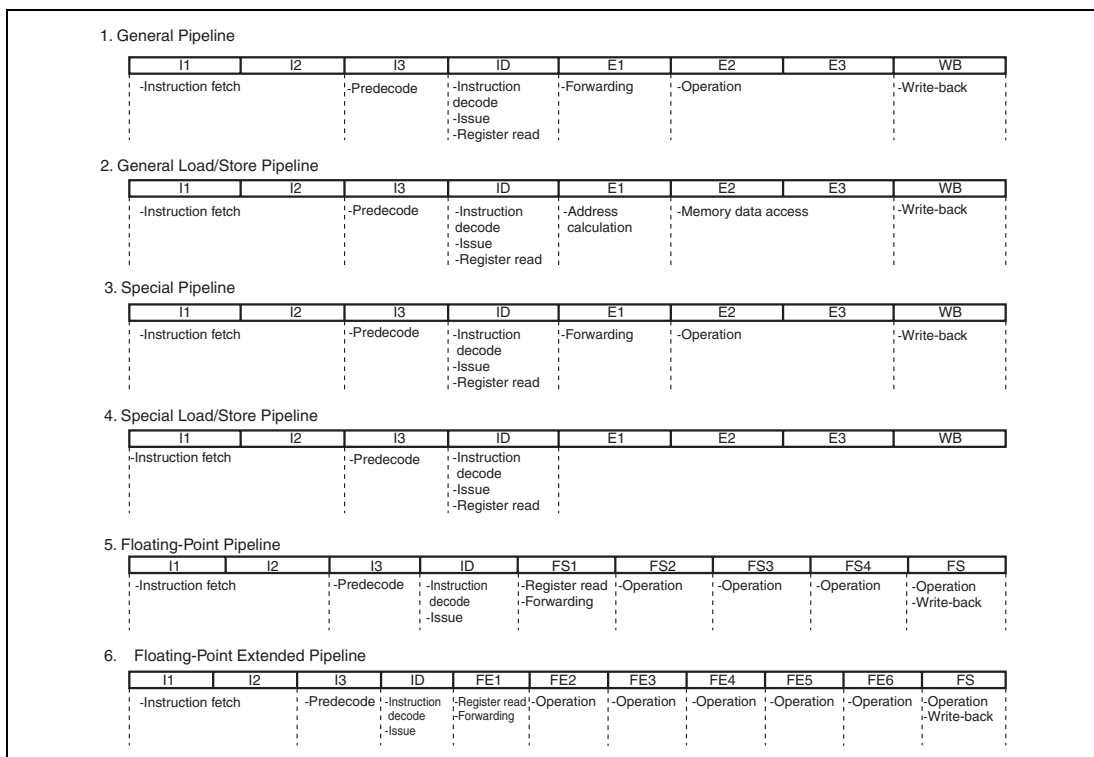 1. General Pipeline
I1 I2 I3 ID E1 E2 E3 WB
-Instruction fetch -Predecode -Instruction -Forwarding -Operation -Write-back
decode
-Issue
-Register read
2. General Load/Store Pipeline
I1 I2 I3 ID E1 E2 E3 WB
-Instruction fetch -Predecode -Instruction -Address -Memory data access -Write-back
decode calculation
-Issue
-Register read
3. Special Pipeline
I1 I2 I3 ID E1 E2 E3 WB
-Instruction fetch -Predecode -Instruction -Forwarding -Operation -Write-back
decode
-Issue
-Register read
4. Special Load/Store Pipeline
I1 I2 I3 ID E1 E2 E3 WB
-Instruction fetch -Predecode -Instruction
decode
-Issue
-Register read
5. Floating-Point Pipeline
I1 I2 I3 ID FS1 FS2 FS3 FS4 FS
-Instruction fetch -Predecode -Instruction -Register read -Operation -Operation -Operation -Operation
decode -Forwarding -Write-back
-Issue
6. Floating-Point Extended Pipeline
I1 I2 I3 ID FE1 FE2 FE3 FE4 FE5 FE6 FS
-Instruction fetch -Predecode -Instruction -Register read -Operation -Operation -Operation -Operation -Operation -Operation
decode -Forwarding -Write-back
-Issue